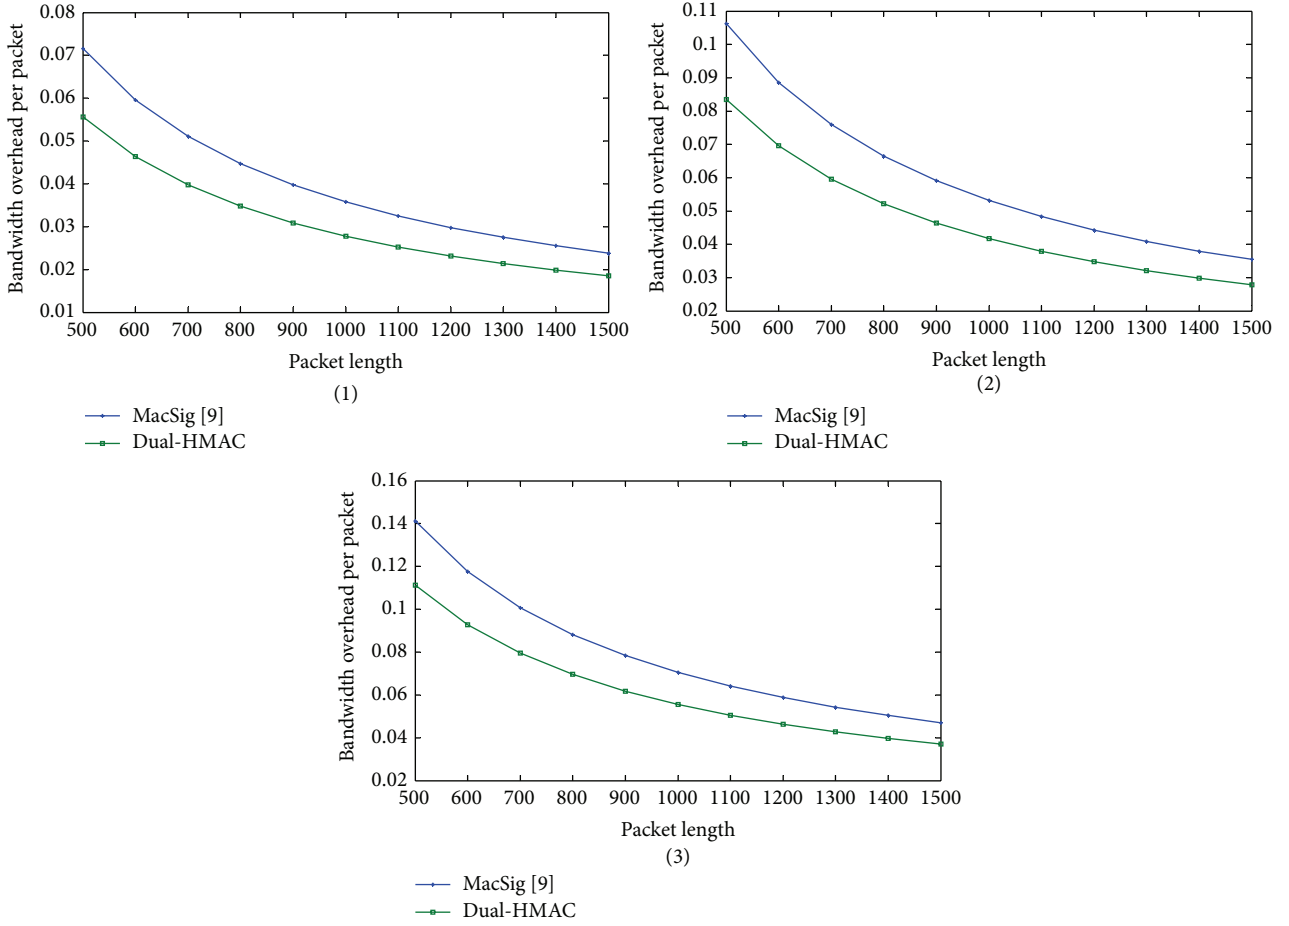 Bandwidth overhead per packet
0.08
0.07
0.06
0.05
0.04
0.03
0.02
0.01
500 600 700 800 900 1000 1100 1200 1300 1400 1500
Packet length
(1)
MacSig [9]
Dual-HMAC
Bandwidth overhead per packet
0.11
0.1
0.09
0.08
0.07
0.06
0.05
0.04
0.03
0.02
500 600 700 800 900 1000 1100 1200 1300 1400 1500
Packet length
(2)
MacSig [9]
Dual-HMAC
Bandwidth overhead per packet
0.16
0.14
0.12
0.1
0.08
0.06
0.04
0.02
500 600 700 800 900 1000 1100 1200 1300 1400 1500
Packet length
(3)
MacSig [9]
Dual-HMAC